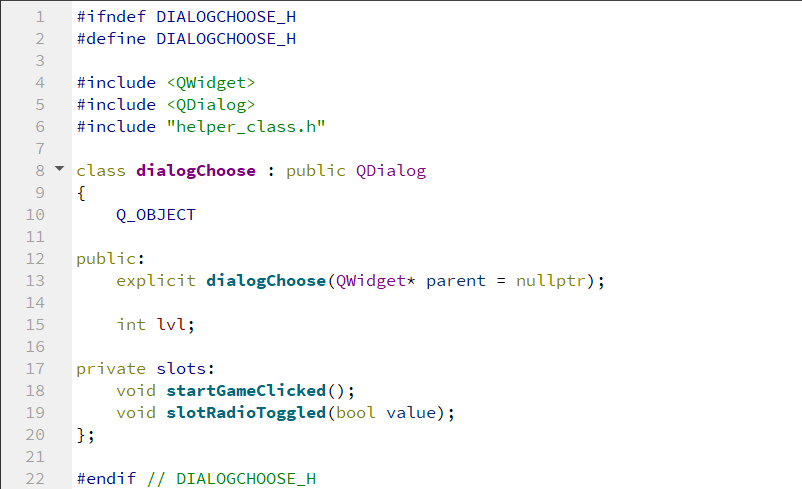 1 #ifndef DIALOGCHOOSE_H
2 #define DIALOGCHOOSE_H
3
4 #include <QWidget>
5 #include <QDialog>
6 #include "helper_class.h"
7
8 class dialogChoose : public QDialog
9 {
10     Q_OBJECT
11
12 public:
13     explicit dialogChoose(QWidget* parent = nullptr);
14
15     int lvl;
16
17 private slots:
18     void startGameClicked();
19     void slotRadioToggled(bool value);
20 };
21
22 #endif // DIALOGCHOOSE_H